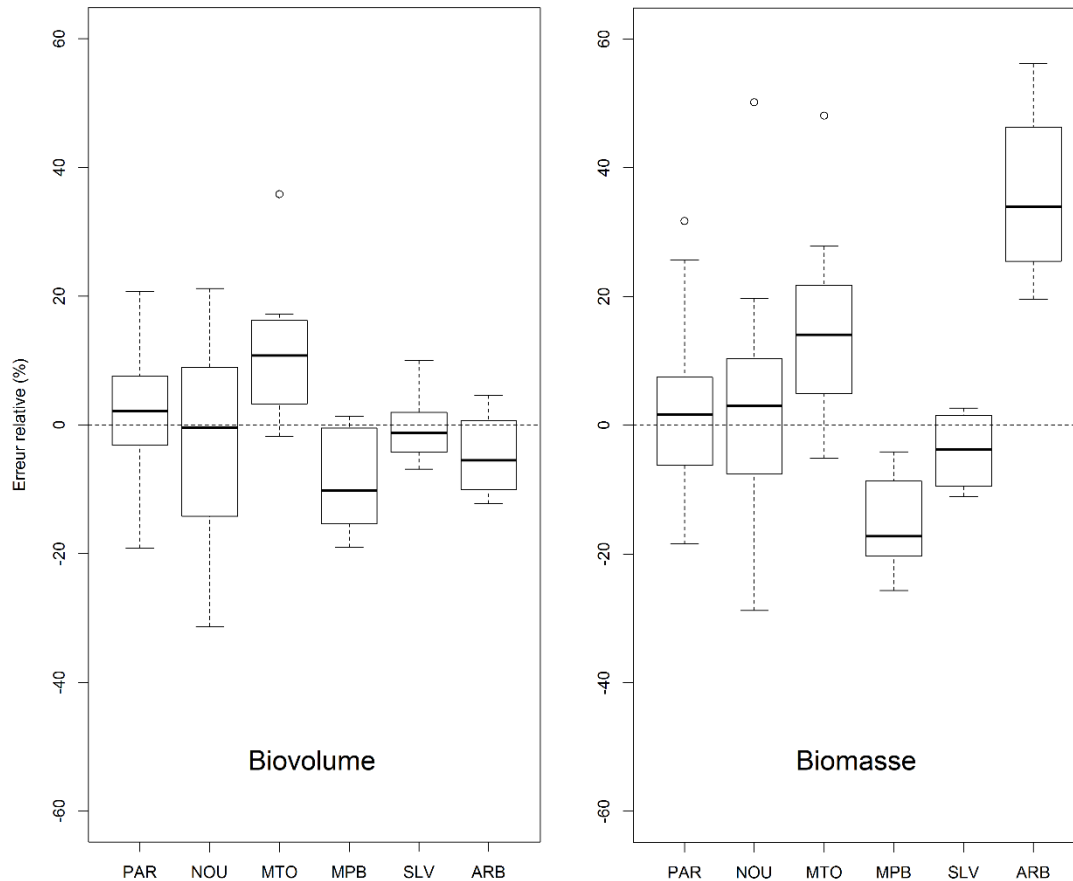 Erreur relative (%)
60
40
20
0
-20
-40
-60
Biovolume
PAR NOU MTO MPB SLV ARB
60
40
20
0
-20
-40
-60
Biomasse
PAR NOU MTO MPB SLV ARB